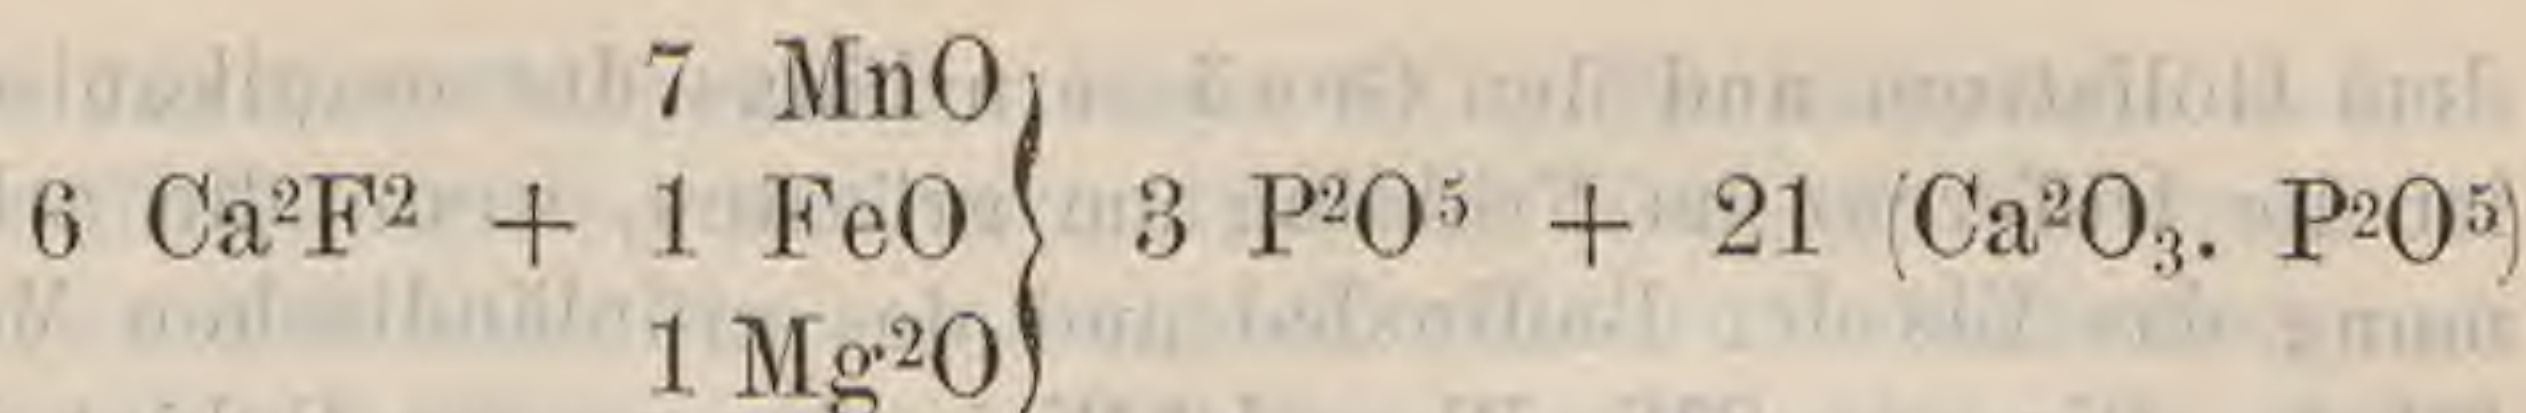 7 MnO
6 Ca²F² + 1 FeO } 3 P²O⁵ + 21 (Ca²O₃. P²O⁵)
1 Mg²O